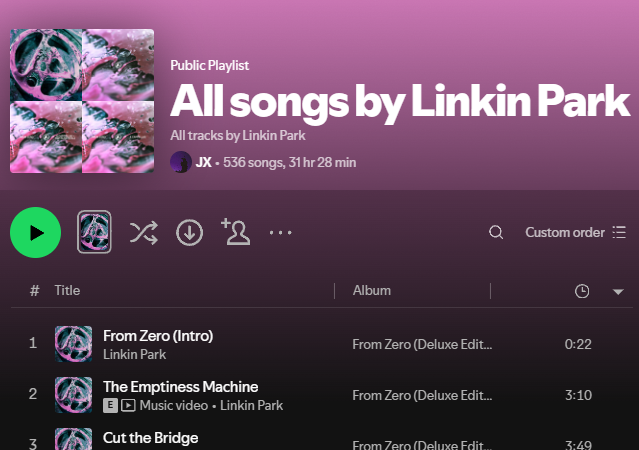 Public Playlist
All songs by Linkin Park
All tracks by Linkin Park
JX • 536 songs, 31 hr 28 min
Custom order
# Title Album
1 From Zero (Intro) From Zero (Deluxe Edit... 0:22
Linkin Park
2 The Emptiness Machine From Zero (Deluxe Edit... 3:10
E Music video • Linkin Park
3 Cut the Bridge From Zero (Deluxe Edit... 3:49